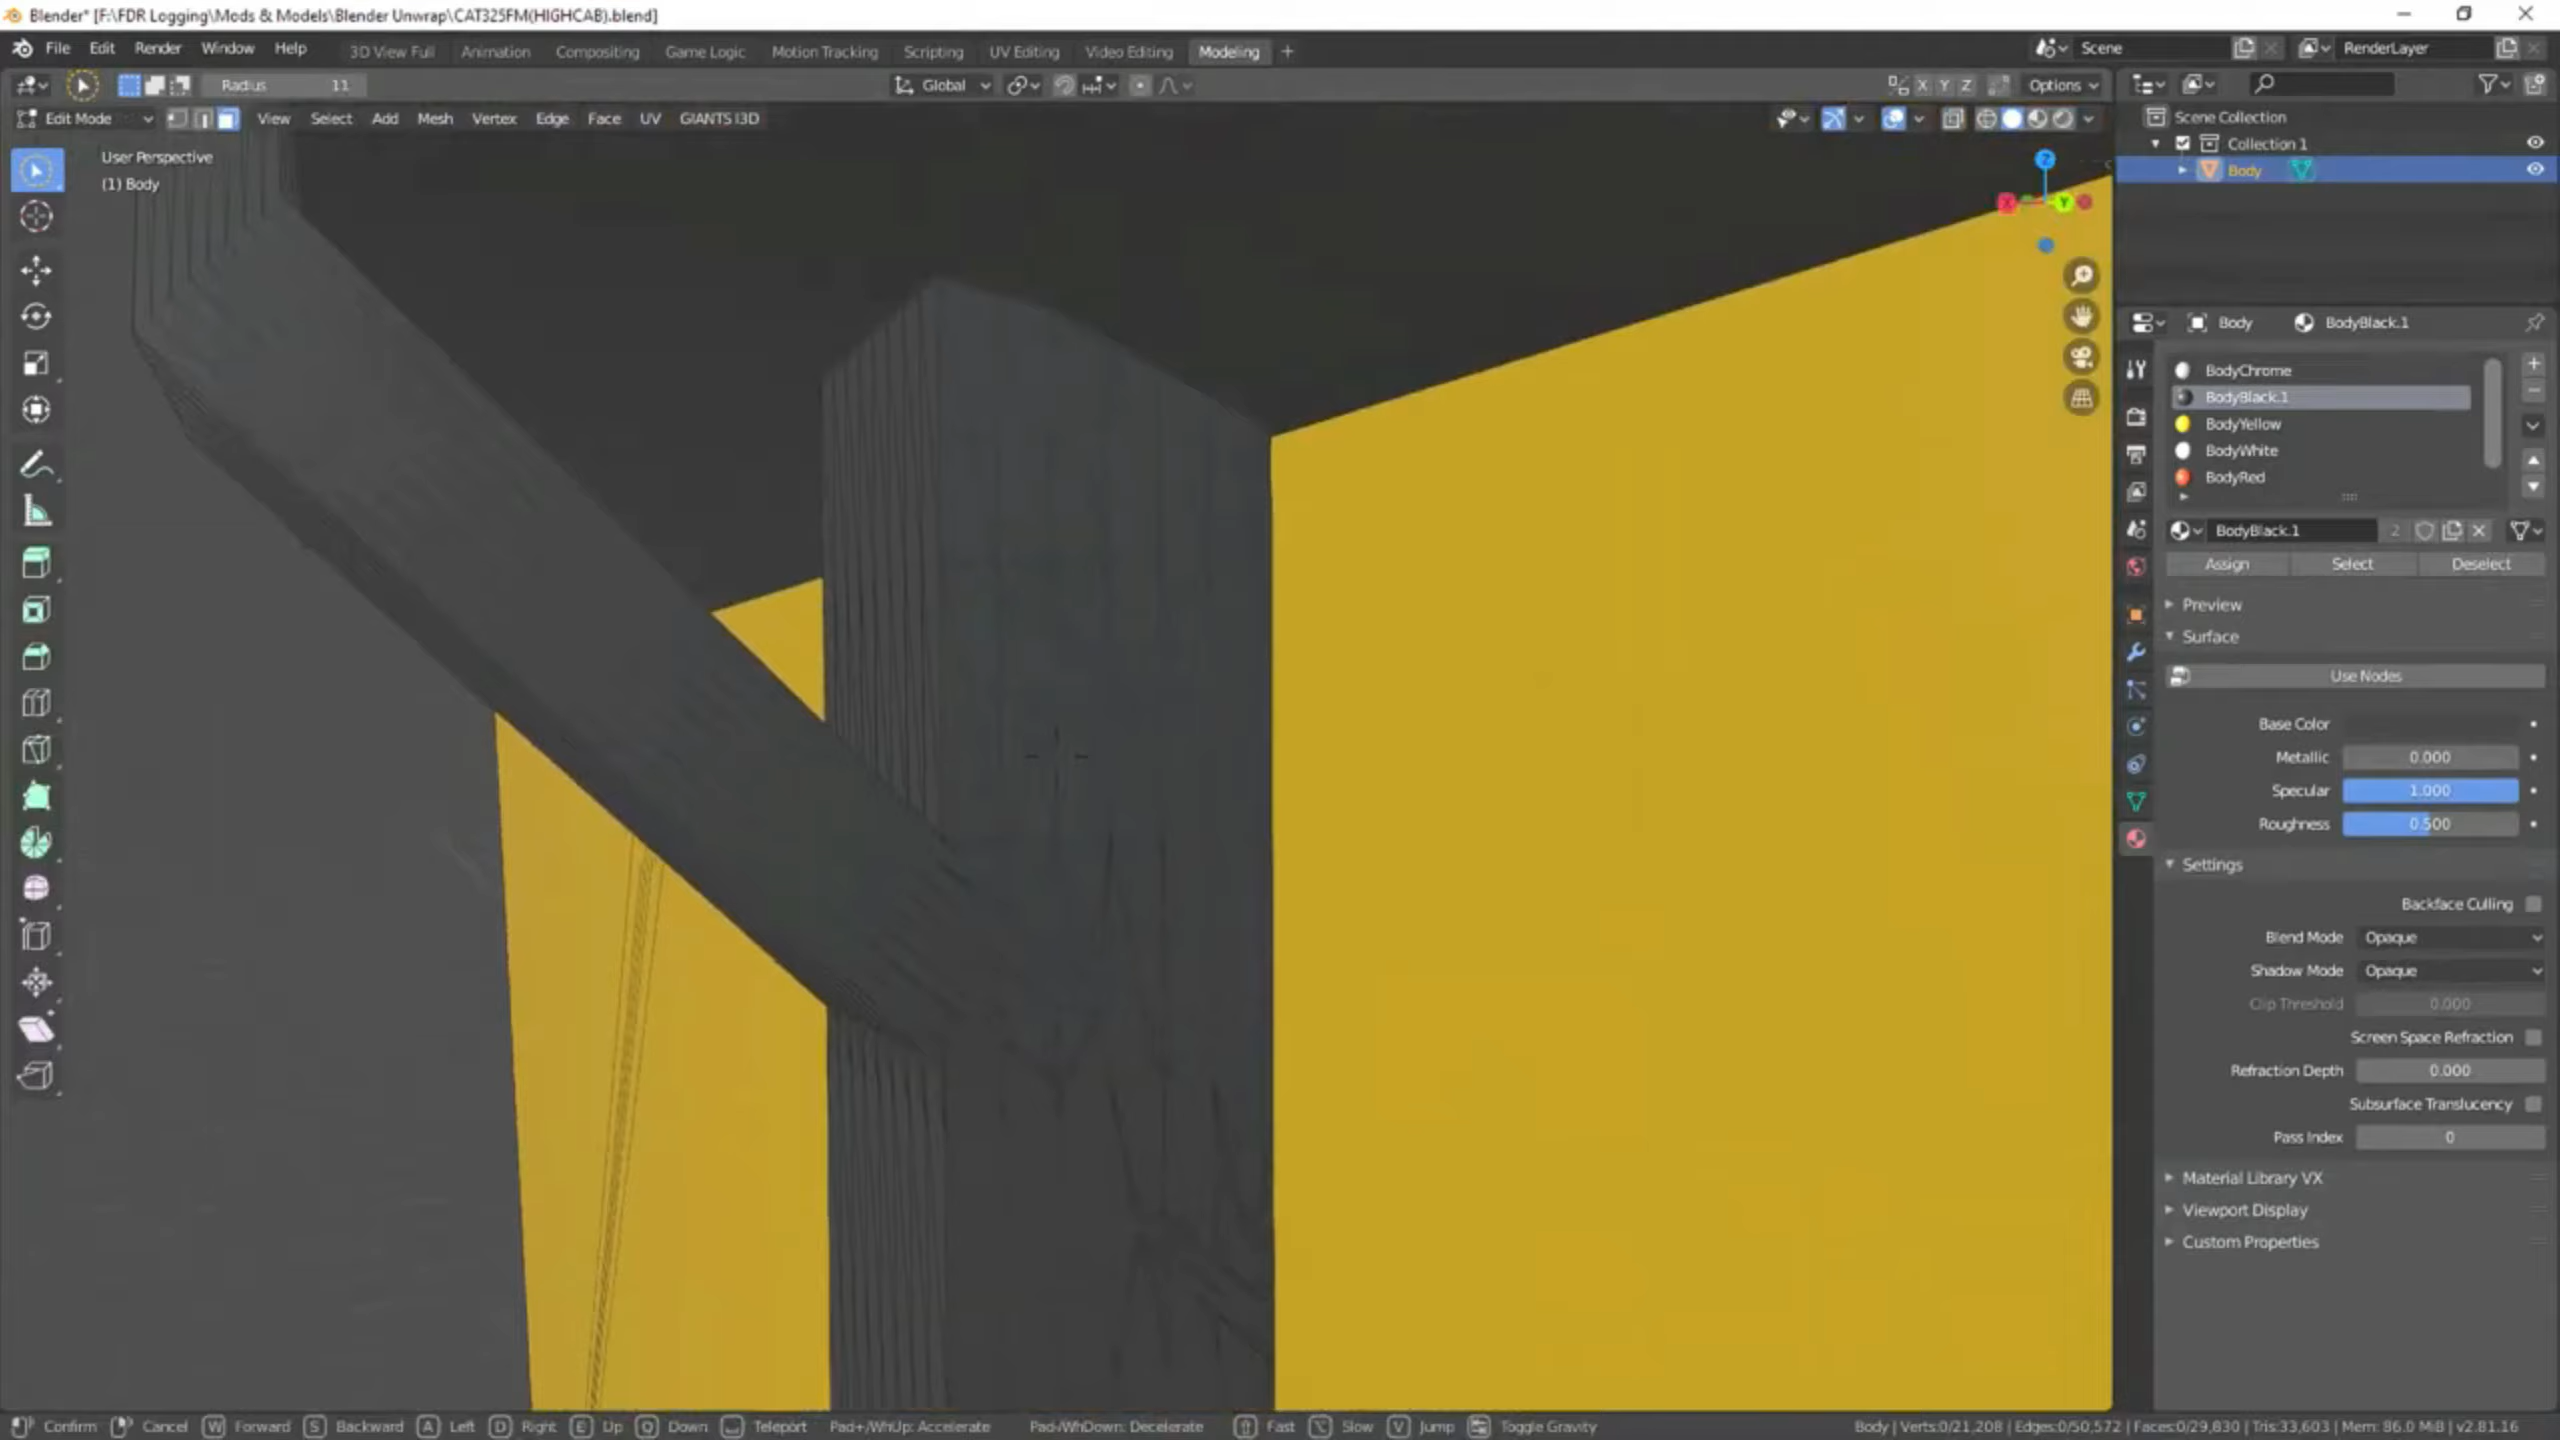 Blender* [F:\FDR Logging\Mods & Models\Blender Unwrap\CAT325FM(HIGHCAB).blend]
File Edit Render Window Help 3D View Full Animation Compositing Game Logic Motion Tracking Scripting UV Editing Video Editing Modeling + Scene RenderLayer
Radius 11 Global X Y Z Options
Edit Mode View Select Add Mesh Vertex Edge Face UV GIANTS I3D
Scene Collection
Collection 1
Body
User Perspective
(1) Body
Z
X Y
Body BodyBlack.1
BodyChrome
BodyBlack.1
BodyYellow
BodyWhite
BodyRed
BodyBlack.1 2
Assign Select Deselect
Preview
Surface
Use Nodes
Base Color
Metallic 0.000
Specular 1.000
Roughness 0.500
Settings
Backface Culling
Blend Mode Opaque
Shadow Mode Opaque
Clip Threshold 0.000
Screen Space Refraction
Refraction Depth 0.000
Subsurface Translucency
Pass Index 0
Material Library VX
Viewport Display
Custom Properties
Confirm Cancel W Forward S Backward A Left D Right E Up Q Down Teleport Pad+/WhUp: Accelerate Pad-/WhDown: Decelerate Fast Slow V Jump Toggle Gravity Body | Verts:0/21,208 | Edges:0/50,572 | Faces:0/29,830 | Tris:33,603 | Mem: 86.0 MiB | v2.81.16